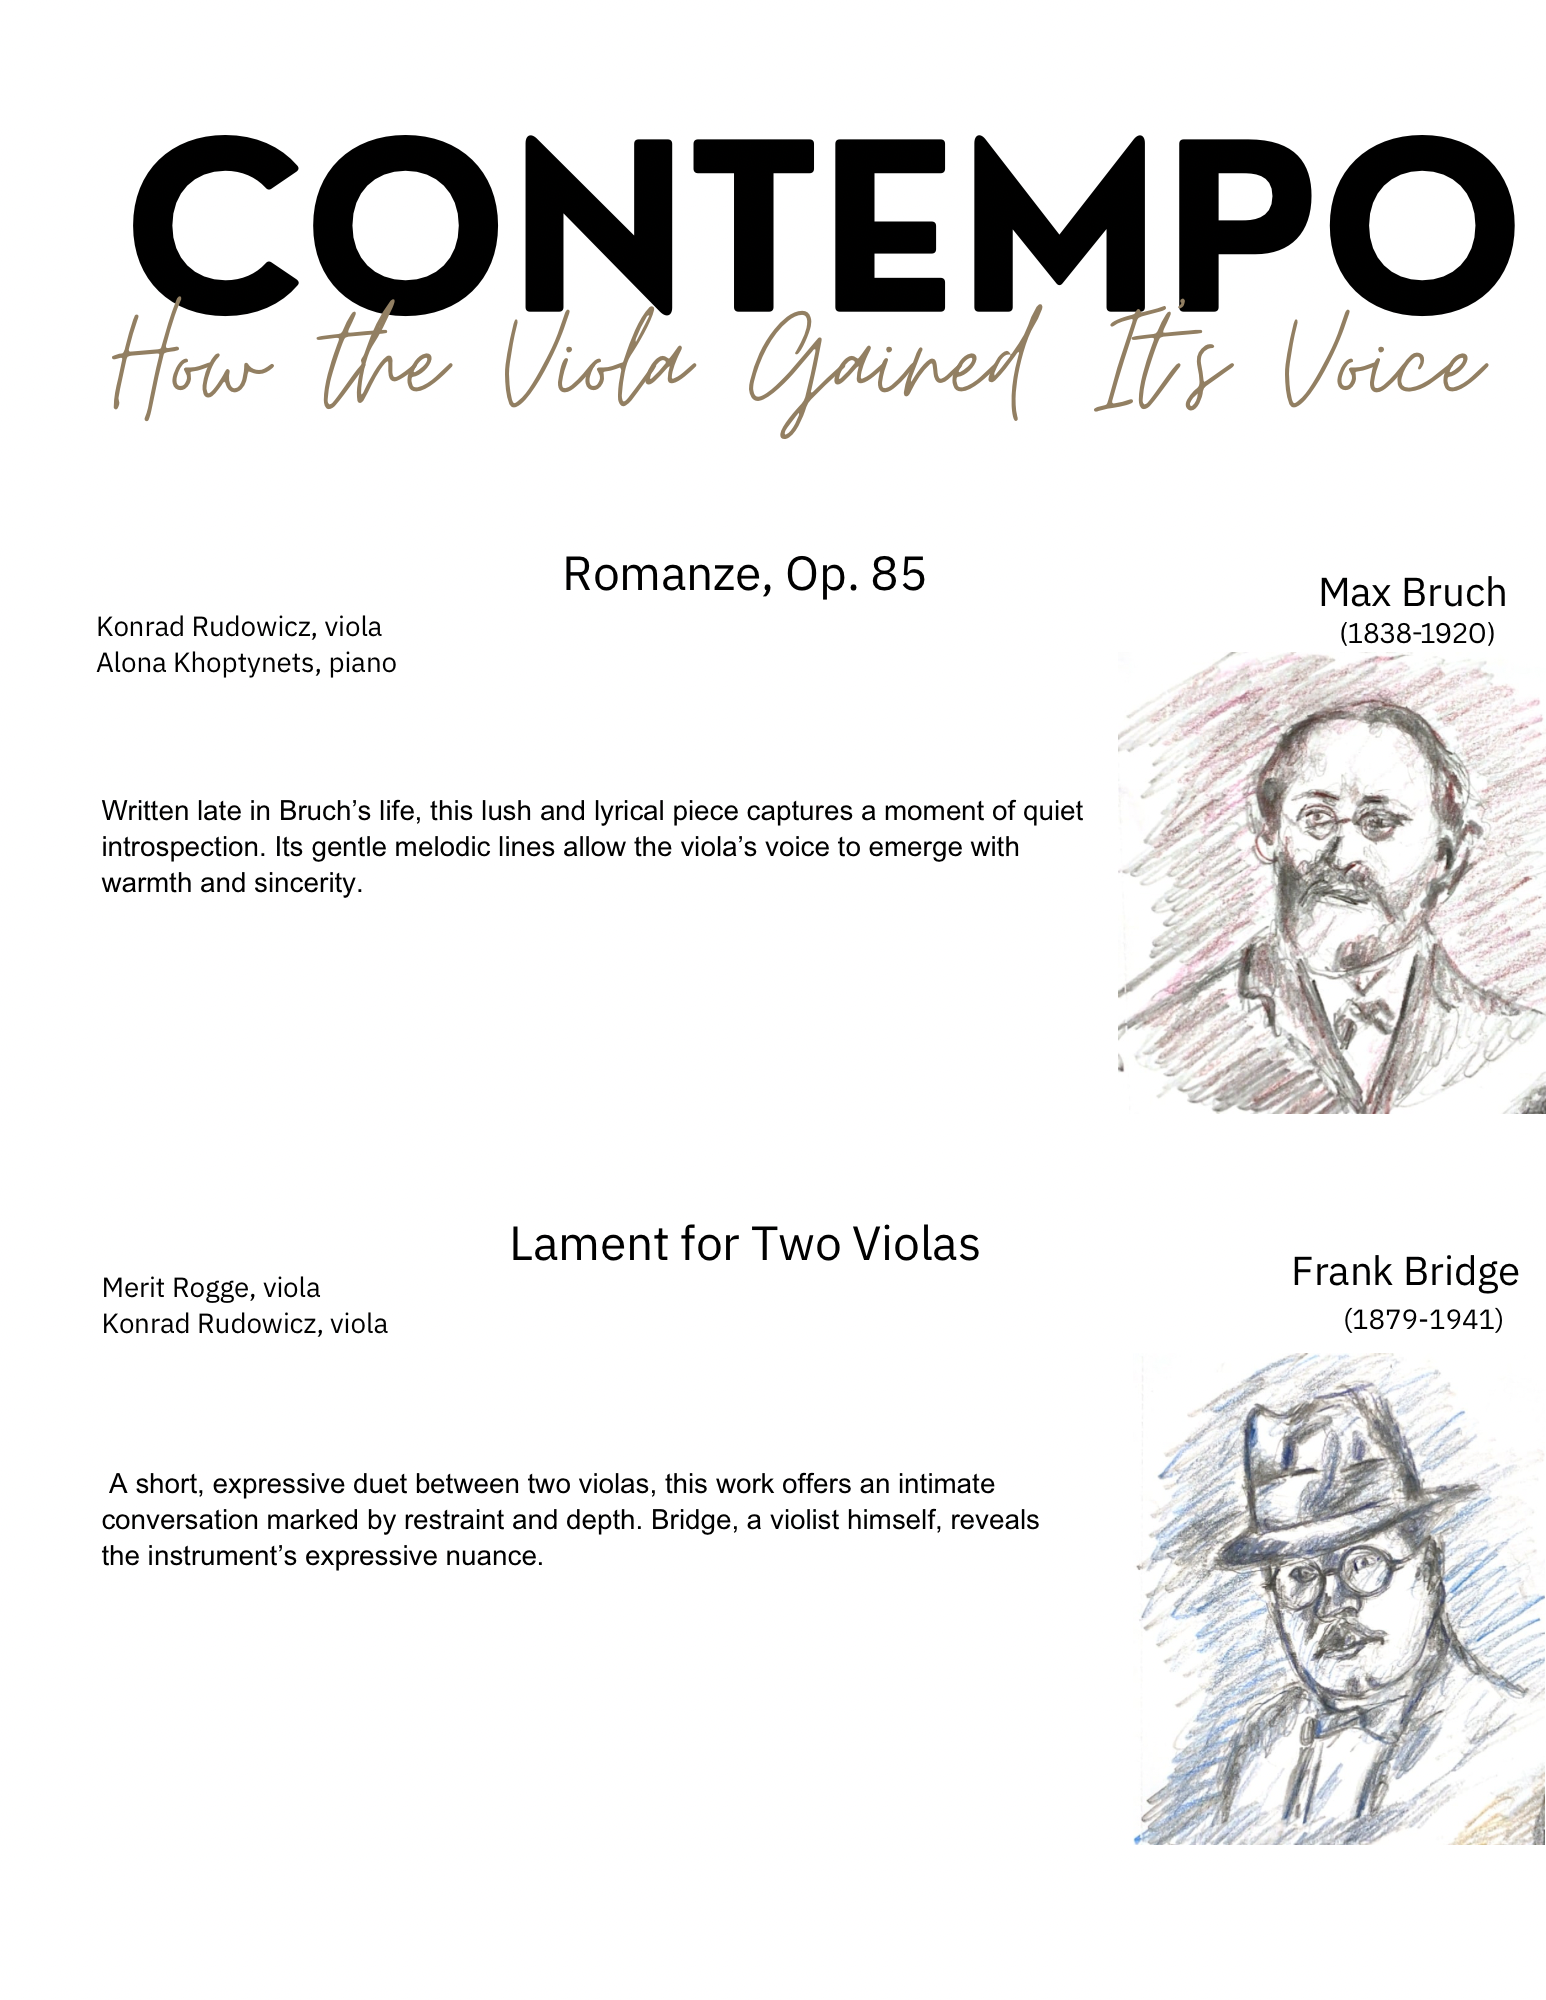 CONTEMPO
How the Viola Gained It's Voice
Romanze, Op. 85
Max Bruch
(1838-1920)
Konrad Rudowicz, viola
Alona Khoptynets, piano
Written late in Bruch’s life, this lush and lyrical piece captures a moment of quiet
introspection. Its gentle melodic lines allow the viola’s voice to emerge with
warmth and sincerity.
Lament for Two Violas
Frank Bridge
(1879-1941)
Merit Rogge, viola
Konrad Rudowicz, viola
A short, expressive duet between two violas, this work offers an intimate
conversation marked by restraint and depth. Bridge, a violist himself, reveals
the instrument’s expressive nuance.